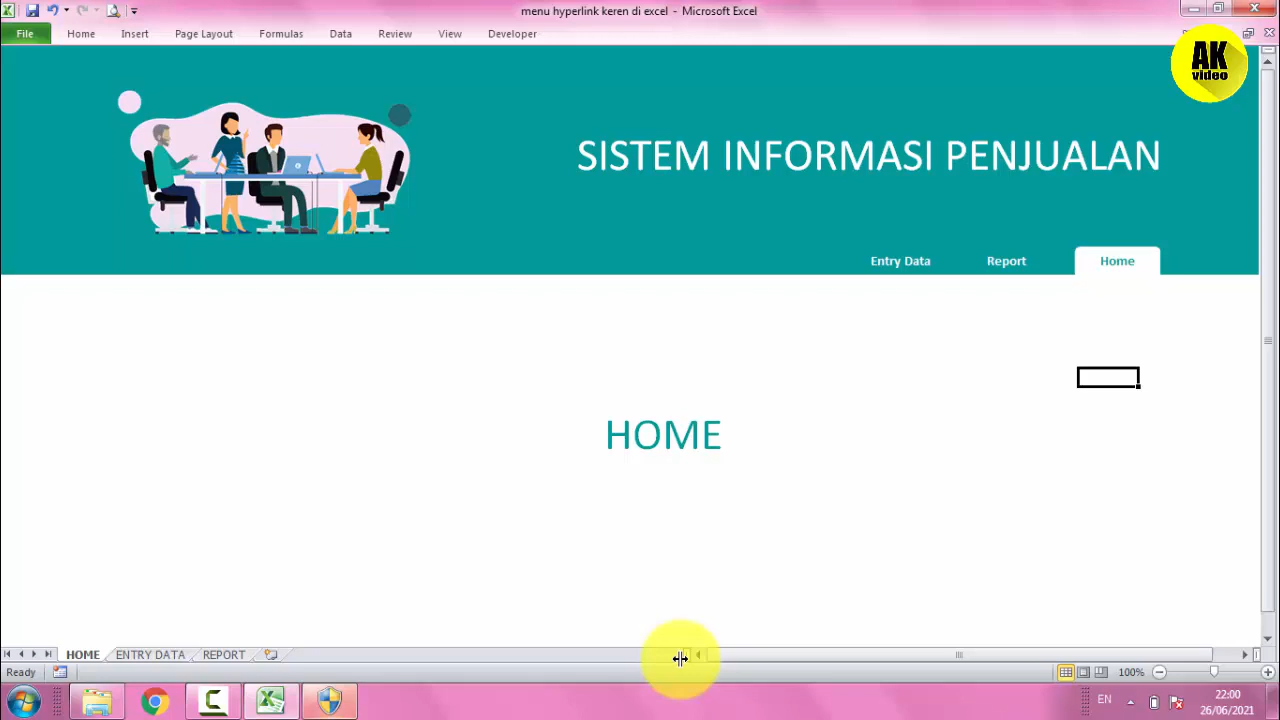 menu hyperlink keren di excel - Microsoft Excel
File Home Insert Page Layout Formulas Data Review View Developer
AK
video
SISTEM INFORMASI PENJUALAN
Entry Data Report Home
HOME
HOME ENTRY DATA REPORT
Ready 100%
EN 22:00
26/06/2021